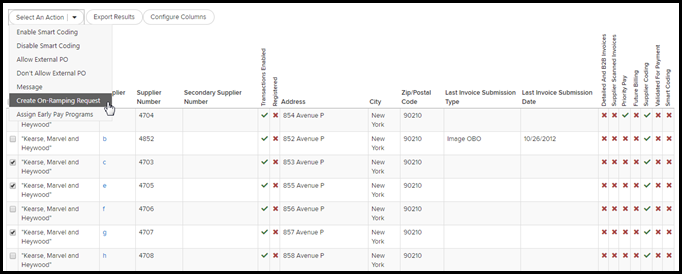 Select An Action
Export Results
Configure Columns
Enable Smart Coding
Disable Smart Coding
Allow External PO
Don't Allow External PO
Message
Create On-Ramping Request
Assign Early Pay Programs
plier
Supplier Number
Secondary Supplier Number
Transactions Enabled
Registered
Address
City
Zip/Postal Code
Last Invoice Submission Type
Last Invoice Submission Date
Detailed And B2B Invoices
Supplier Scanned Invoices
Priority Pay
Future Billing
Supplier Coding
Validated For Payment
Smart Coding
Heywood" 4704 854 Avenue P New York 90210
"Kearse, Marvel and Heywood" b 4852 852 Avenue P New York 90210 Image OBO 10/26/2012
"Kearse, Marvel and Heywood" c 4703 853 Avenue P New York 90210
"Kearse, Marvel and Heywood" e 4705 855 Avenue P New York 90210
"Kearse, Marvel and Heywood" f 4706 856 Avenue P New York 90210
"Kearse, Marvel and Heywood" g 4707 857 Avenue P New York 90210
"Kearse, Marvel and Heywood" h 4708 858 Avenue P New York 90210